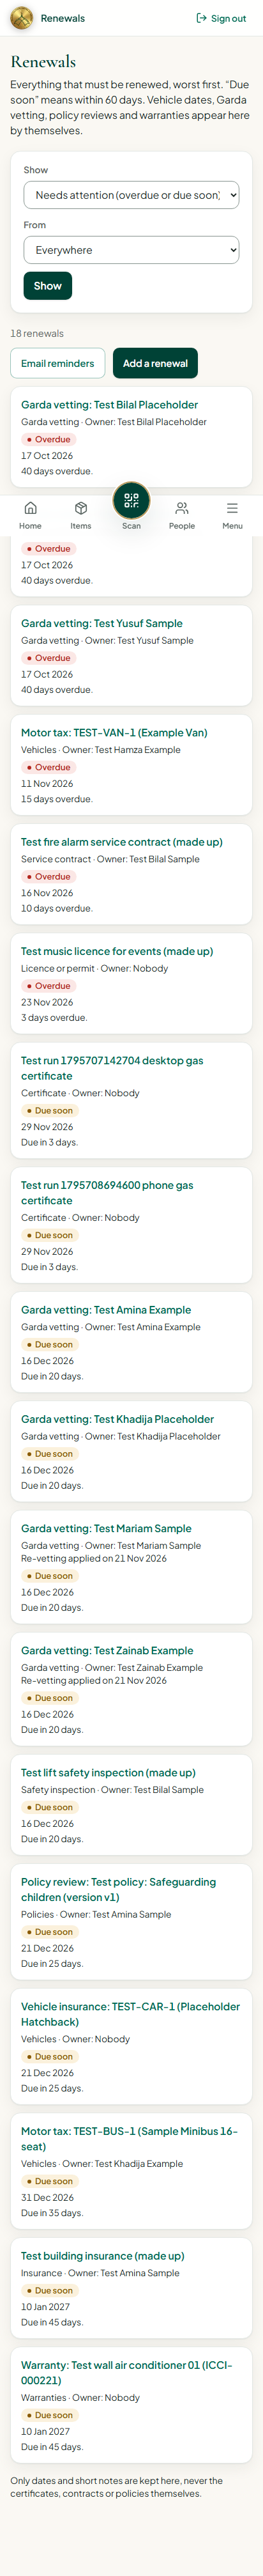 Renewals
Sign out
Renewals
Everything that must be renewed, worst first. “Due
soon” means within 60 days. Vehicle dates, Garda
vetting, policy reviews and warranties appear here
by themselves.
Show
Needs attention (overdue or due soon)
From
Everywhere
Show
18 renewals
Email reminders
Add a renewal
Garda vetting: Test Bilal Placeholder
Garda vetting · Owner: Test Bilal Placeholder
Overdue
17 Oct 2026
40 days overdue.
Home
Items
Scan
People
Menu
Overdue
17 Oct 2026
40 days overdue.
Garda vetting: Test Yusuf Sample
Garda vetting · Owner: Test Yusuf Sample
Overdue
17 Oct 2026
40 days overdue.
Motor tax: TEST-VAN-1 (Example Van)
Vehicles · Owner: Test Hamza Example
Overdue
11 Nov 2026
15 days overdue.
Test fire alarm service contract (made up)
Service contract · Owner: Test Bilal Sample
Overdue
16 Nov 2026
10 days overdue.
Test music licence for events (made up)
Licence or permit · Owner: Nobody
Overdue
23 Nov 2026
3 days overdue.
Test run 1795707142704 desktop gas
certificate
Certificate · Owner: Nobody
Due soon
29 Nov 2026
Due in 3 days.
Test run 1795708694600 phone gas
certificate
Certificate · Owner: Nobody
Due soon
29 Nov 2026
Due in 3 days.
Garda vetting: Test Amina Example
Garda vetting · Owner: Test Amina Example
Due soon
16 Dec 2026
Due in 20 days.
Garda vetting: Test Khadija Placeholder
Garda vetting · Owner: Test Khadija Placeholder
Due soon
16 Dec 2026
Due in 20 days.
Garda vetting: Test Mariam Sample
Garda vetting · Owner: Test Mariam Sample
Re-vetting applied on 21 Nov 2026
Due soon
16 Dec 2026
Due in 20 days.
Garda vetting: Test Zainab Example
Garda vetting · Owner: Test Zainab Example
Re-vetting applied on 21 Nov 2026
Due soon
16 Dec 2026
Due in 20 days.
Test lift safety inspection (made up)
Safety inspection · Owner: Test Bilal Sample
Due soon
16 Dec 2026
Due in 20 days.
Policy review: Test policy: Safeguarding
children (version v1)
Policies · Owner: Test Amina Sample
Due soon
21 Dec 2026
Due in 25 days.
Vehicle insurance: TEST-CAR-1 (Placeholder
Hatchback)
Vehicles · Owner: Nobody
Due soon
21 Dec 2026
Due in 25 days.
Motor tax: TEST-BUS-1 (Sample Minibus 16-
seat)
Vehicles · Owner: Test Khadija Example
Due soon
31 Dec 2026
Due in 35 days.
Test building insurance (made up)
Insurance · Owner: Test Amina Sample
Due soon
10 Jan 2027
Due in 45 days.
Warranty: Test wall air conditioner 01 (ICCI-
000221)
Warranties · Owner: Nobody
Due soon
10 Jan 2027
Due in 45 days.
Only dates and short notes are kept here, never the
certificates, contracts or policies themselves.